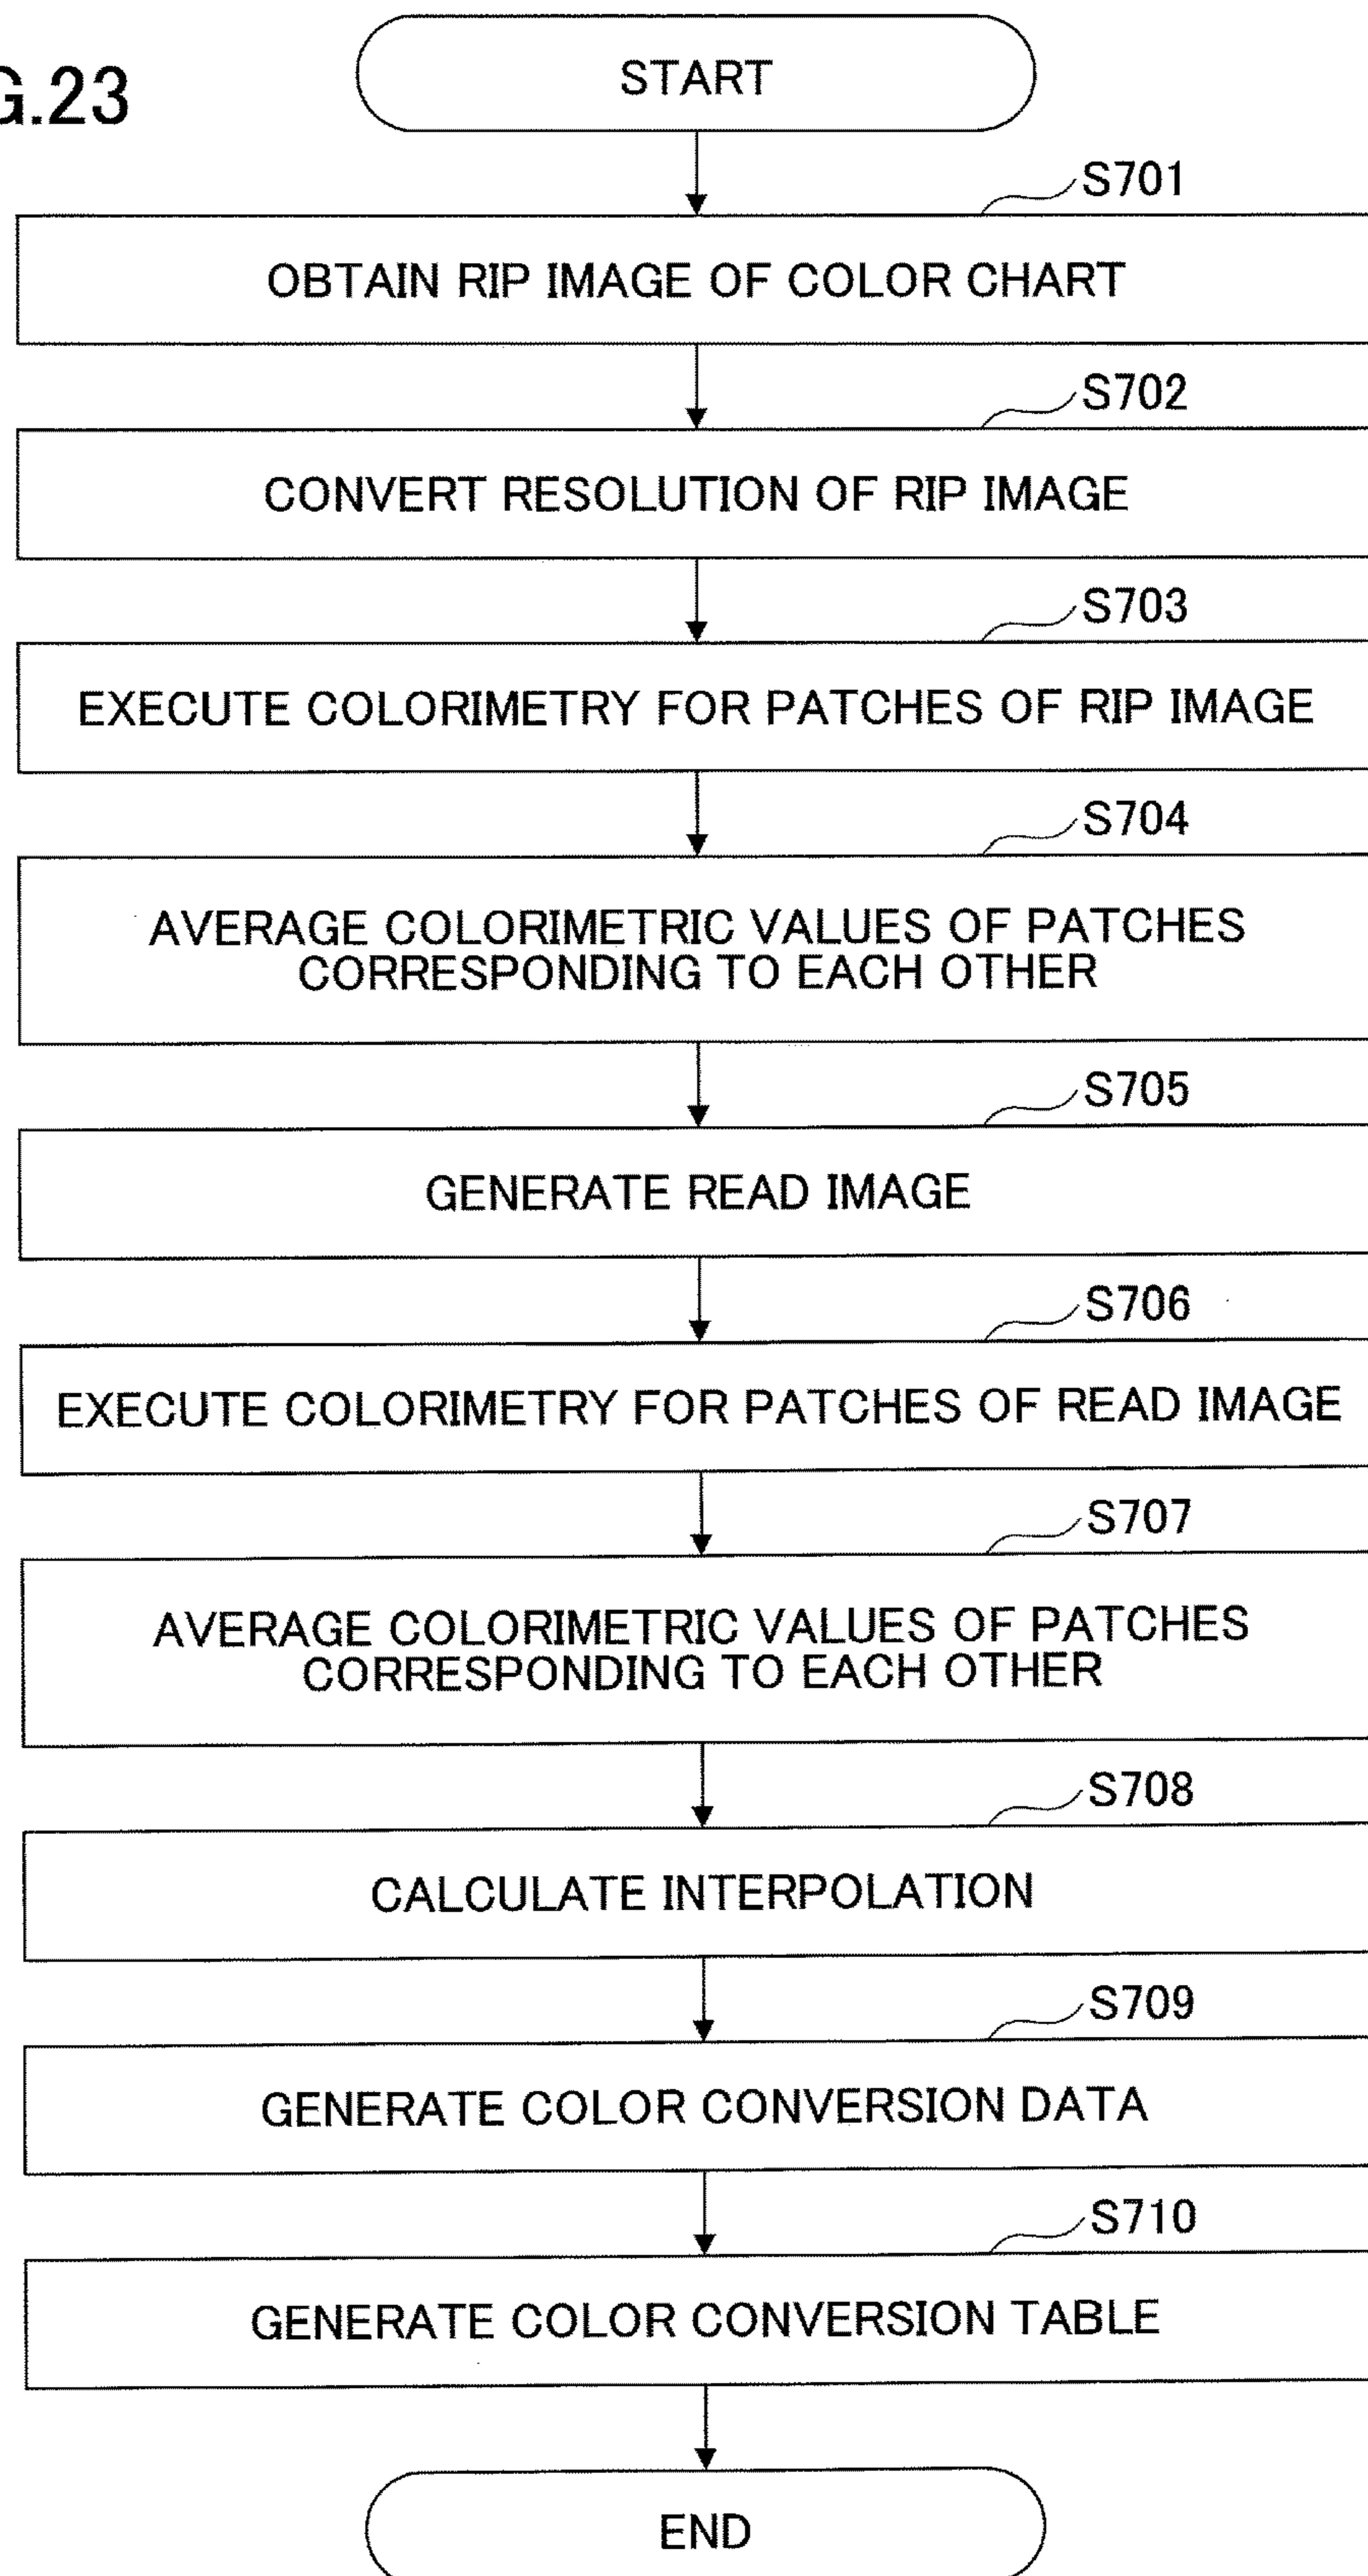 G.23
START
S701
OBTAIN RIP IMAGE OF COLOR CHART
S702
CONVERT RESOLUTION OF RIP IMAGE
S703
EXECUTE COLORIMETRY FOR PATCHES OF RIP IMAGE
S704
AVERAGE COLORIMETRIC VALUES OF PATCHES
CORRESPONDING TO EACH OTHER
S705
GENERATE READ IMAGE
S706
EXECUTE COLORIMETRY FOR PATCHES OF READ IMAGE
S707
AVERAGE COLORIMETRIC VALUES OF PATCHES
CORRESPONDING TO EACH OTHER
S708
CALCULATE INTERPOLATION
S709
GENERATE COLOR CONVERSION DATA
S710
GENERATE COLOR CONVERSION TABLE
END